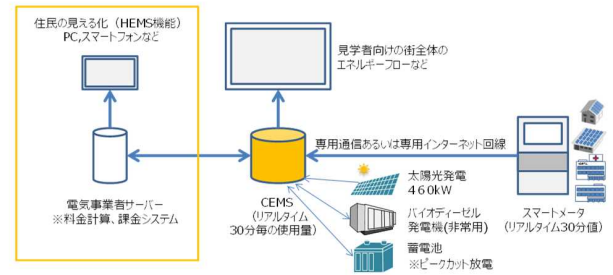 住民の見える化（HEMS機能）
PC,スマートフォンなど
見学者向けの街全体の
エネルギーフローなど
専用通信あるいは専用インターネット回線
電気事業者サーバー
※料金計算、課金システム
CEMS
（リアルタイム
30分毎の使用量）
太陽光発電
４６０kW
バイオディーゼル
発電機(非常用)
蓄電池
※ピークカット放電
スマートメータ
（リアルタイム30分値）